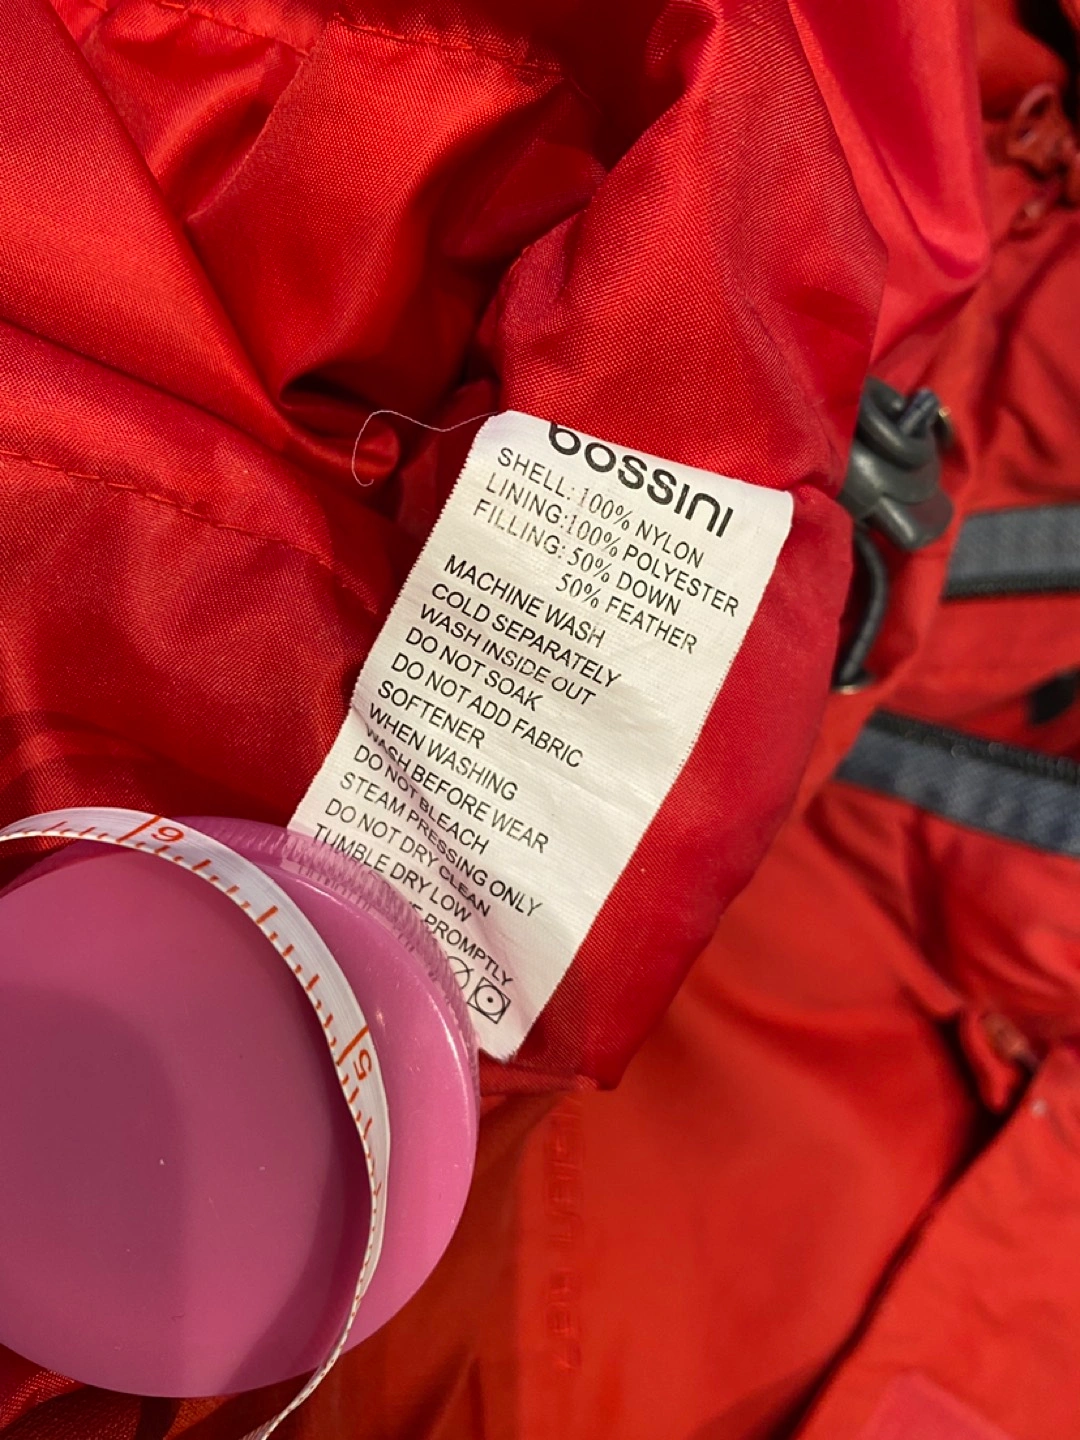 bossini
SHELL: 100% NYLON
LINING: 100% POLYESTER
FILLING: 50% DOWN
50% FEATHER
MACHINE WASH
COLD SEPARATELY
WASH INSIDE OUT
DO NOT SOAK
DO NOT ADD FABRIC
SOFTENER
WHEN WASHING
WASH BEFORE WEAR
DO NOT BLEACH
STEAM PRESSING ONLY
DO NOT DRY CLEAN
TUMBLE DRY LOW
PROMPTLY
6
5